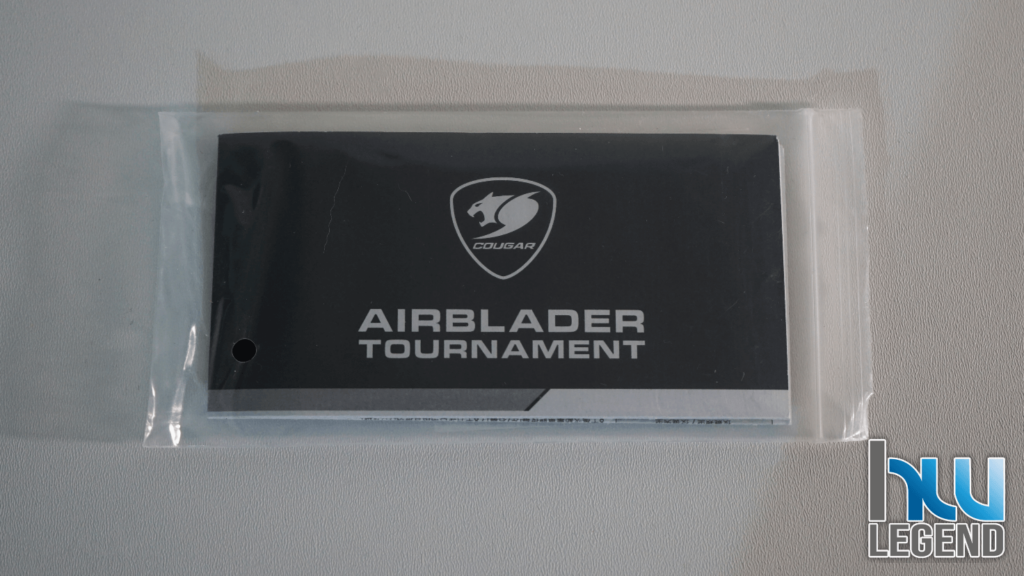 COUGAR
AIRBLADER
TOURNAMENT
hw
LEGEND